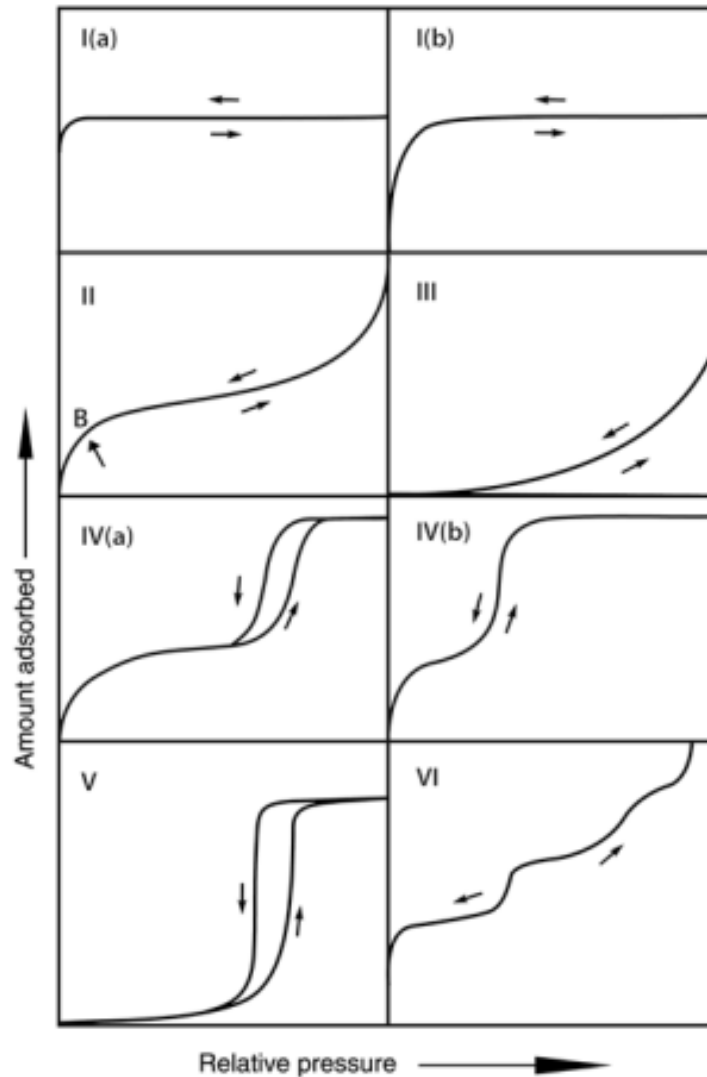 I(a)
I(b)
II
III
B
IV(a)
IV(b)
V
VI
Amount adsorbed
Relative pressure